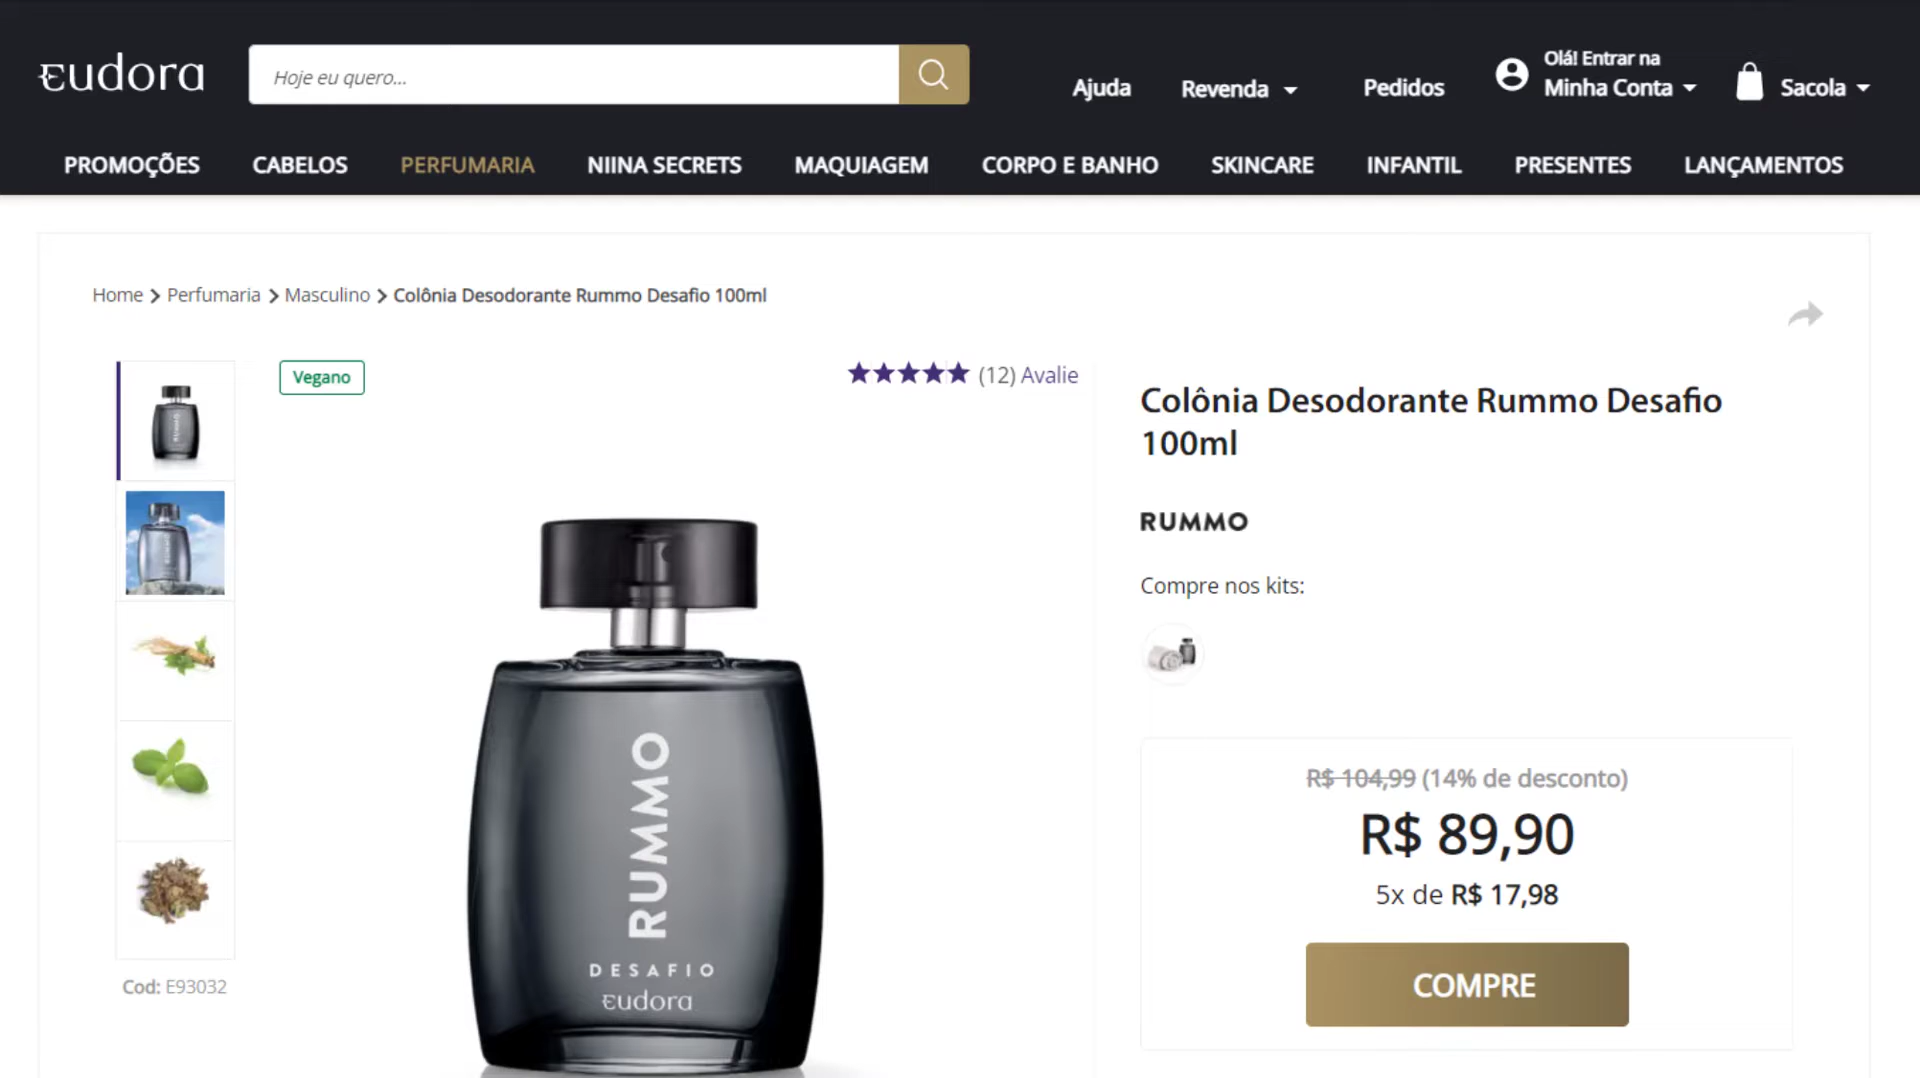 eudora
Hoje eu quero...
Ajuda
Revenda
Pedidos
Olá! Entrar na
Minha Conta
Sacola
PROMOÇÕES CABELOS PERFUMARIA NIINA SECRETS MAQUIAGEM CORPO E BANHO SKINCARE INFANTIL PRESENTES LANÇAMENTOS
Home > Perfumaria > Masculino > Colônia Desodorante Rummo Desafio 100ml
Vegano
(12) Avalie
RUMMO
DESAFIO
eudora
Cod: E93032
Colônia Desodorante Rummo Desafio
100ml
RUMMO
Compre nos kits:
R$ 104,99 (14% de desconto)
R$ 89,90
5x de R$ 17,98
COMPRE